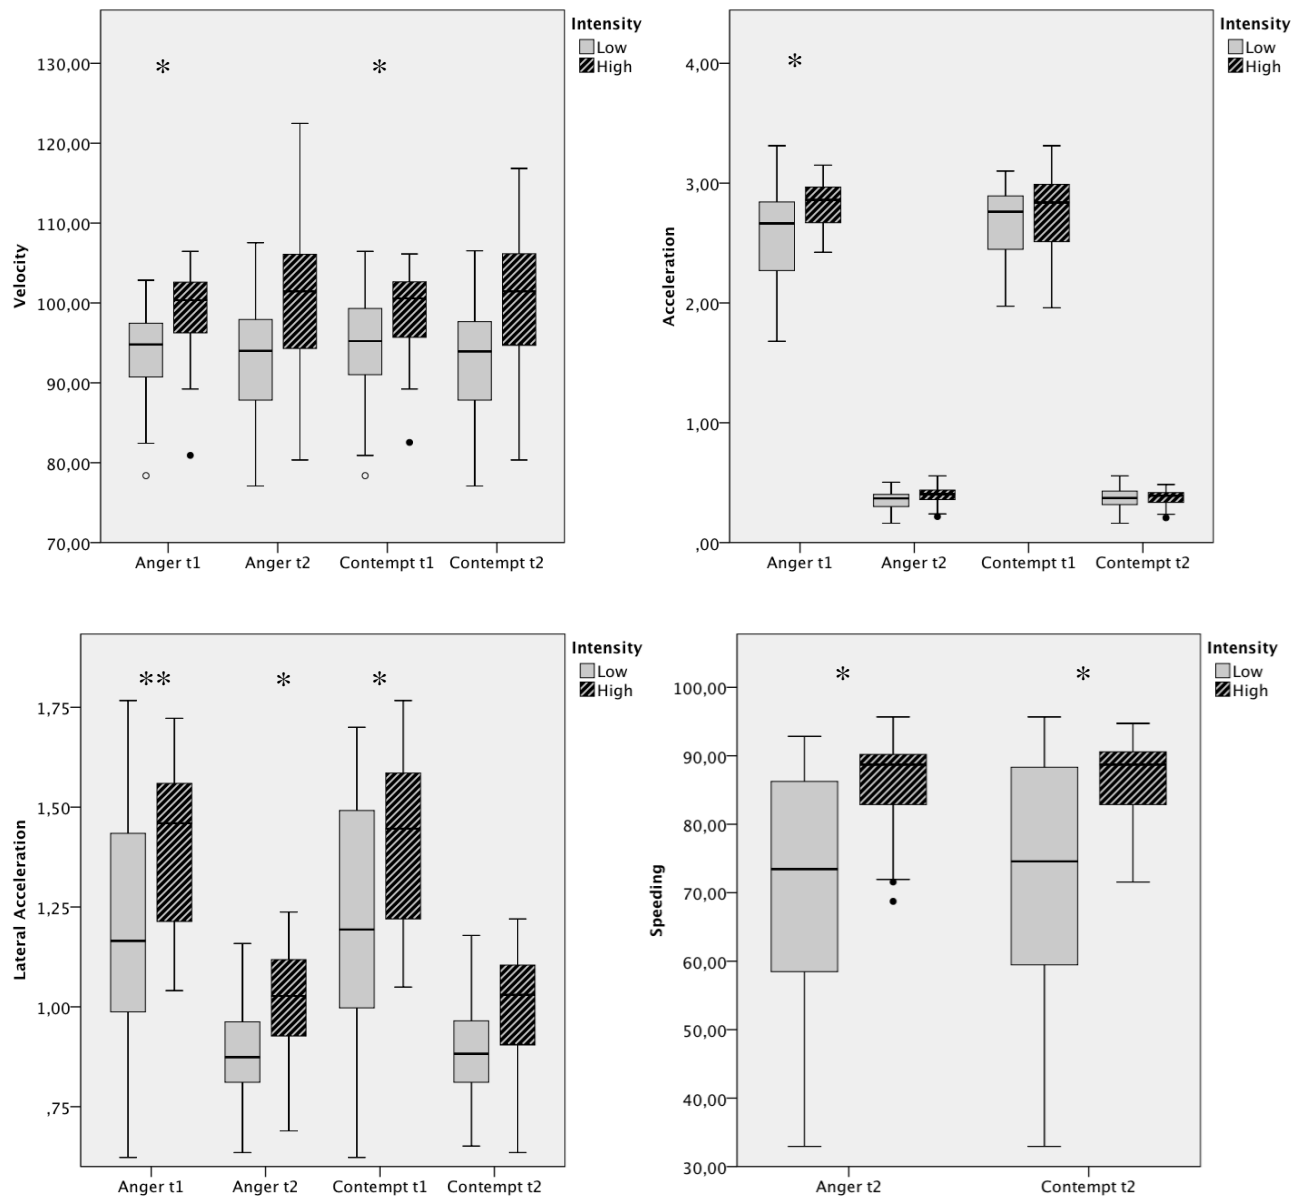 Intensity
Low
High
*
*
130,00
120,00
110,00
100,00
90,00
80,00
70,00
Velocity
Anger t1
Anger t2
Contempt t1
Contempt t2
Intensity
Low
High
*
4,00
3,00
2,00
1,00
,00
Acceleration
Anger t1
Anger t2
Contempt t1
Contempt t2
Intensity
Low
High
**
*
*
1,75
1,50
1,25
1,00
,75
Lateral Acceleration
Anger t1
Anger t2
Contempt t1
Contempt t2
Intensity
Low
High
*
*
100,00
90,00
80,00
70,00
60,00
50,00
40,00
30,00
Speeding
Anger t2
Contempt t2